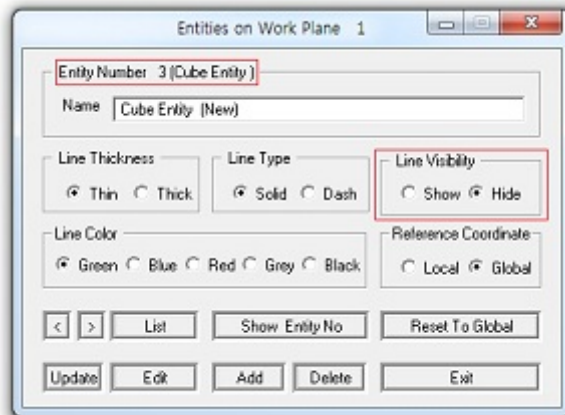 Entities on Work Plane 1
Entity Number 3 (Cube Entity )
Name Cube Entity (New)
Line Thickness
Thin Thick
Line Type
Solid Dash
Line Visibility
Show Hide
Line Color
Green Blue Red Grey Black
Reference Coordinate
Local Global
< > List Show Entity No Reset To Global
Update Edit Add Delete Exit